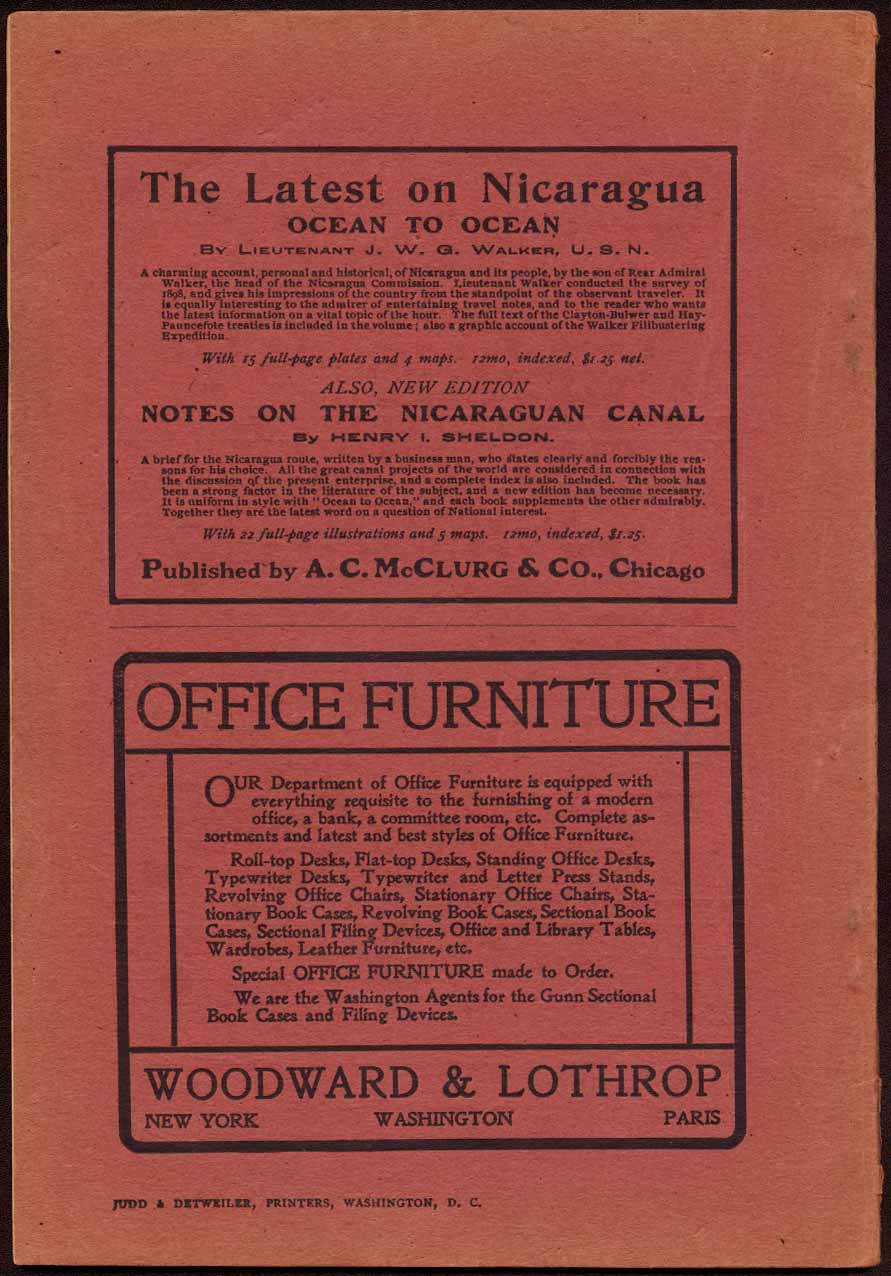 The Latest on Nicaragua
OCEAN TO OCEAN
BY LIEUTENANT J. W. G. WALKER, U. S. N.
A charming account, personal and historical, of Nicaragua and its people, by the son of Rear Admiral
Walker, the head of the Nicaragua Commission. Lieutenant Walker conducted the survey of
1898, and gives his impressions of the country from the standpoint of the observant traveler. It
is equally interesting to the admirer of entertaining travel notes, and to the reader who wants
the latest information on a vital topic of the hour. The full text of the Clayton-Bulwer and Hay-
Pauncefote treaties is included in the volume; also a graphic account of the Walker Filibustering
Expedition.
With 15 full-page plates and 4 maps. 12mo, indexed, $1.25 net.
ALSO, NEW EDITION
NOTES ON THE NICARAGUAN CANAL
By HENRY I. SHELDON.
A brief for the Nicaragua route, written by a business man, who states clearly and forcibly the rea-
sons for his choice. All the great canal projects of the world are considered in connection with
the discussion of the present enterprise, and a complete index is also included. The book has
been a strong factor in the literature of the subject, and a new edition has become necessary.
It is uniform in style with "Ocean to Ocean," and each book supplements the other admirably.
Together they are the latest word on a question of National interest.
With 22 full-page illustrations and 5 maps. 12mo, indexed, $1.25.
Published by A. C. McCLURG & CO., Chicago
OFFICE FURNITURE
OUR Department of Office Furniture is equipped with
everything requisite to the furnishing of a modern
office, a bank, a committee room, etc. Complete as-
sortments and latest and best styles of Office Furniture.
Roll-top Desks, Flat-top Desks, Standing Office Desks,
Typewriter Desks, Typewriter and Letter Press Stands,
Revolving Office Chairs, Stationary Office Chairs, Sta-
tionary Book Cases, Revolving Book Cases, Sectional Book
Cases, Sectional Filing Devices, Office and Library Tables,
Wardrobes, Leather Furniture, etc.
Special OFFICE FURNITURE made to Order.
We are the Washington Agents for the Gunn Sectional
Book Cases and Filing Devices.
WOODWARD & LOTHROP
NEW YORK WASHINGTON PARIS
JUDD & DETWEILER, PRINTERS, WASHINGTON, D. C.